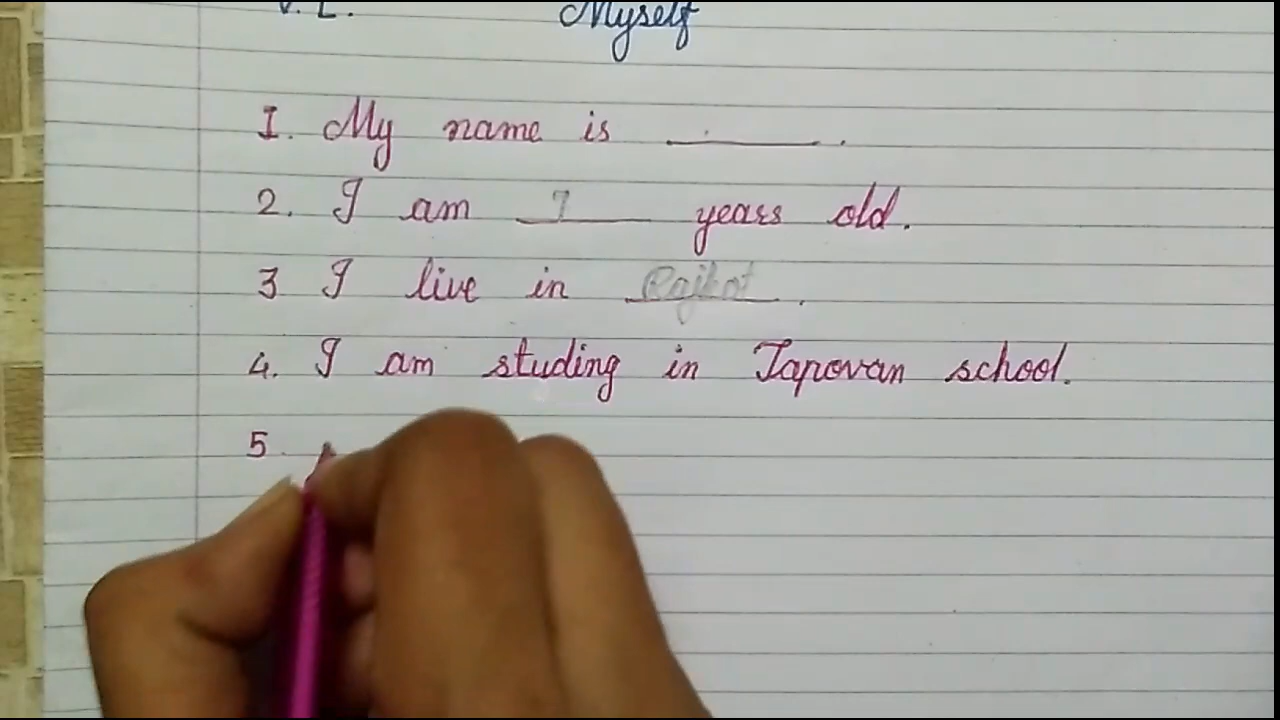 Myself
1. My name is ______.
2. I am 7 years old.
3 I live in Rajkot.
4. I am studing in Tapovan school.
5.